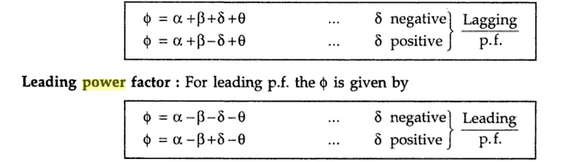 ϕ = α +β+δ+θ ... δ negative } Lagging
ϕ = α +β−δ+θ ... δ positive } p.f.
Leading power factor : For leading p.f. the ϕ is given by
ϕ = α −β−δ−θ ... δ negative } Leading
ϕ = α −β+δ−θ ... δ positive } p.f.